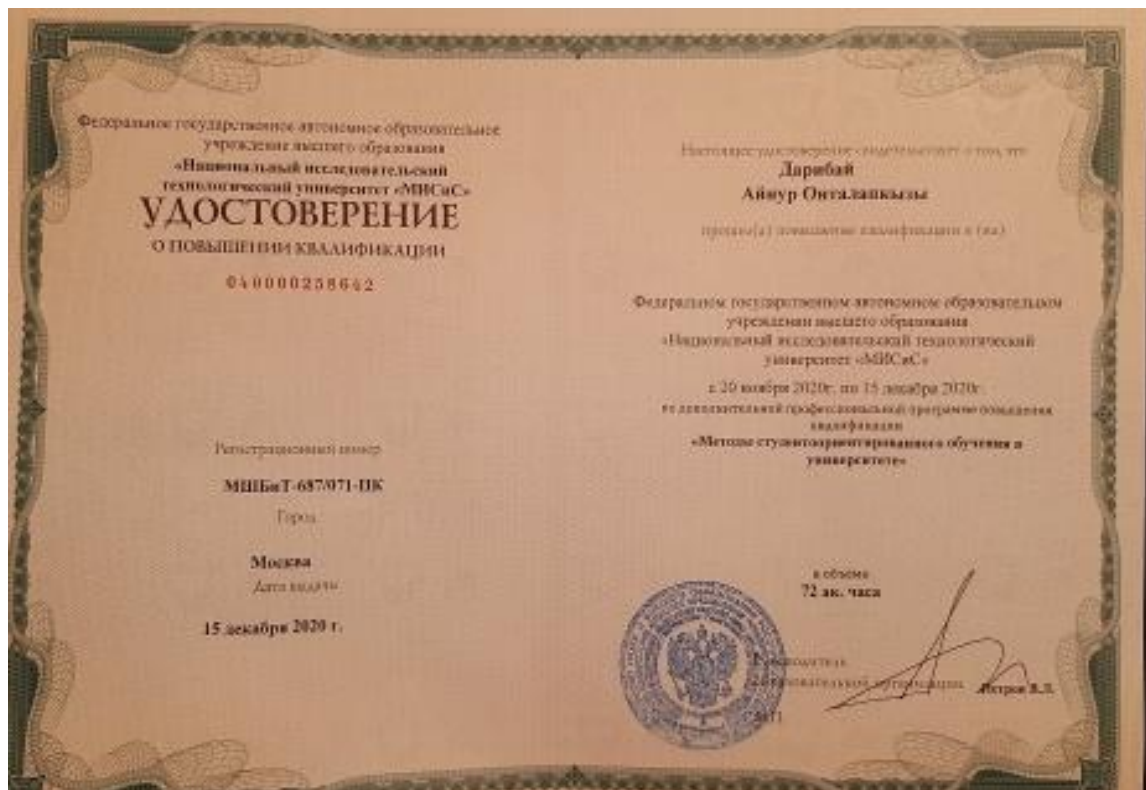 Федеральное государственное автономное образовательное
учреждение высшего образования
«Национальный исследовательский
технологический университет «МИСиС»
УДОСТОВЕРЕНИЕ
О ПОВЫШЕНИИ КВАЛИФИКАЦИИ
040000258642
Регистрационный номер
МШБиТ-687/071-ПК
Город
Москва
Дата выдачи
15 декабря 2020 г.
Настоящее удостоверение свидетельствует о том, что
Дарибай
Айнур Онталапкызы
прошел(а) повышение квалификации в (на)
Федеральном государственном автономном образовательном
учреждении высшего образования
«Национальный исследовательский технологический
университет «МИСиС»
с 20 ноября 2020г. по 15 декабря 2020г.
по дополнительной профессиональной программе повышения
квалификации
«Методы студентоориентированного обучения в
университете»
в объеме
72 ак. часа
Руководитель
образовательной организации Петров В.Л.
М.П.